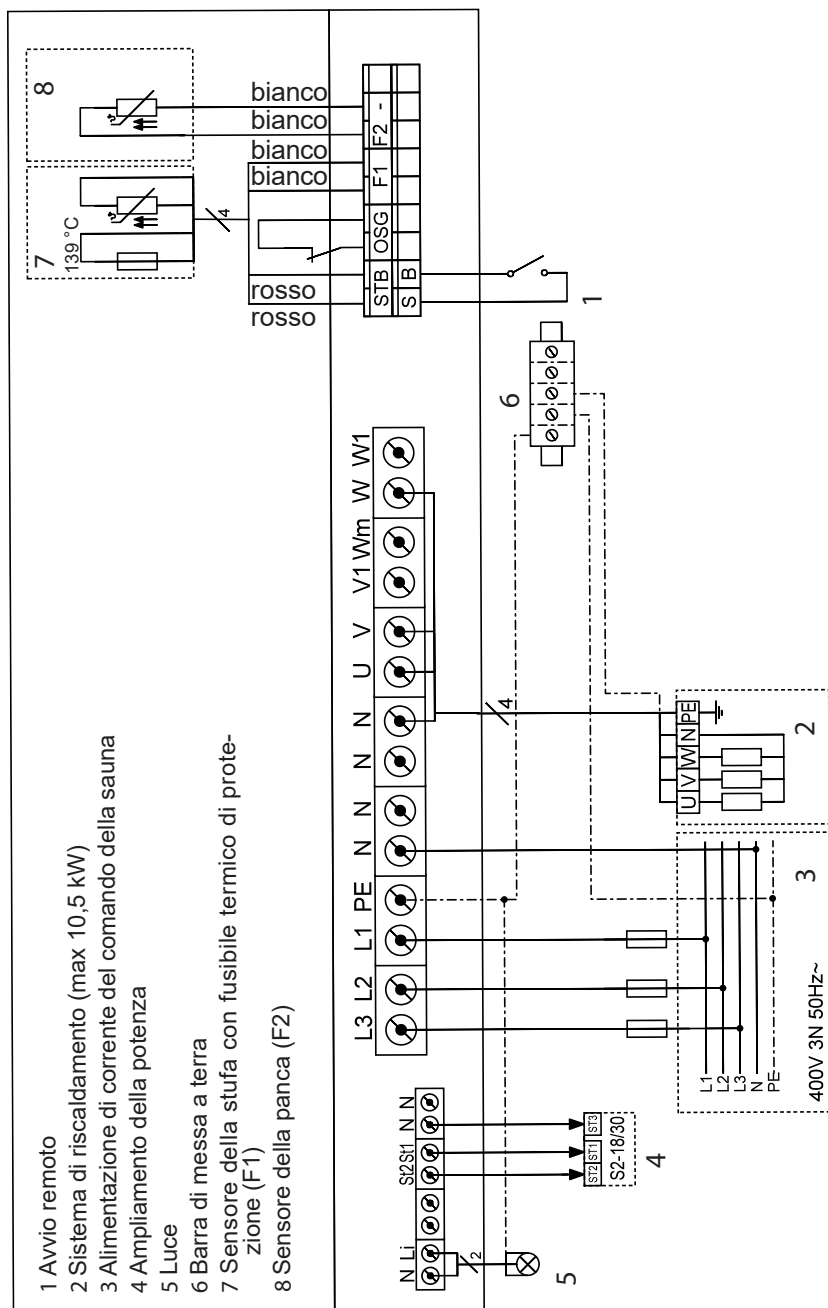 1 Avvio remoto
2 Sistema di riscaldamento (max 10,5 kW)
3 Alimentazione di corrente del comando della sauna
4 Ampliamento della potenza
5 Luce
6 Barra di messa a terra
7 Sensore della stufa con fusibile termico di prote-
zione (F1)
8 Sensore della panca (F2)
7
139 °C
8
4
rosso
rosso
bianco
bianco
bianco
bianco
STB OSG F1 F2 -
S B
1
N Li St2 St1 N N
L3 L2 L1 PE N N N N U V V1 Wm W W1
6
2
5
ST2 ST1 ST3
S2-18/30
4
4
L1
L2
L3
N
PE
400V 3N 50Hz~
3
U V W N PE
2